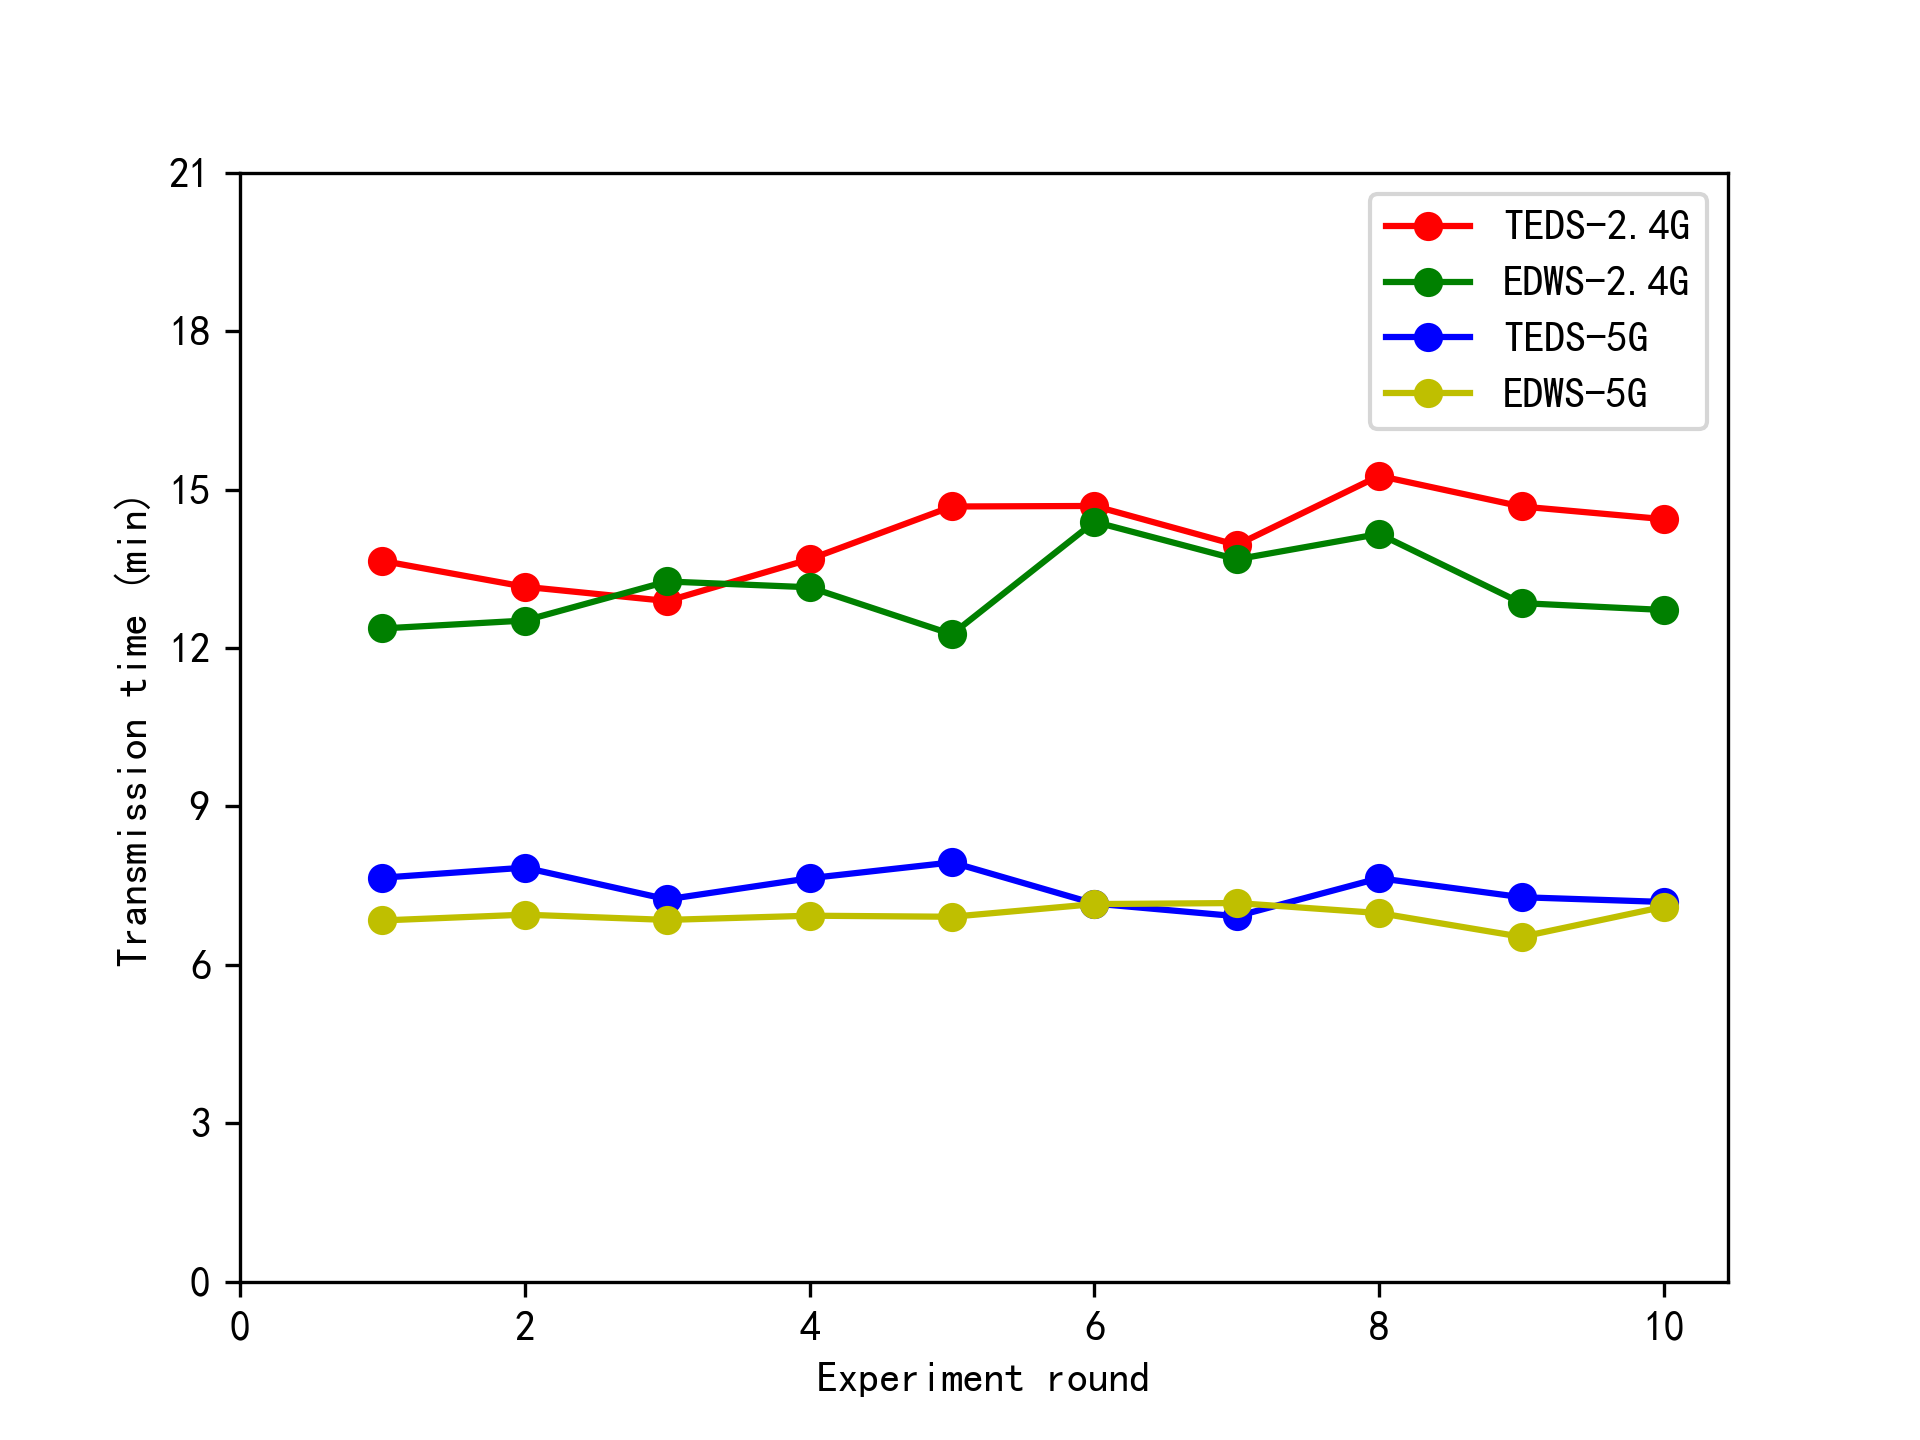 21
18
15
12
9
6
3
0
Transmission time (min)
0 2 4 6 8 10
Experiment round
TEDS-2.4G
EDWS-2.4G
TEDS-5G
EDWS-5G